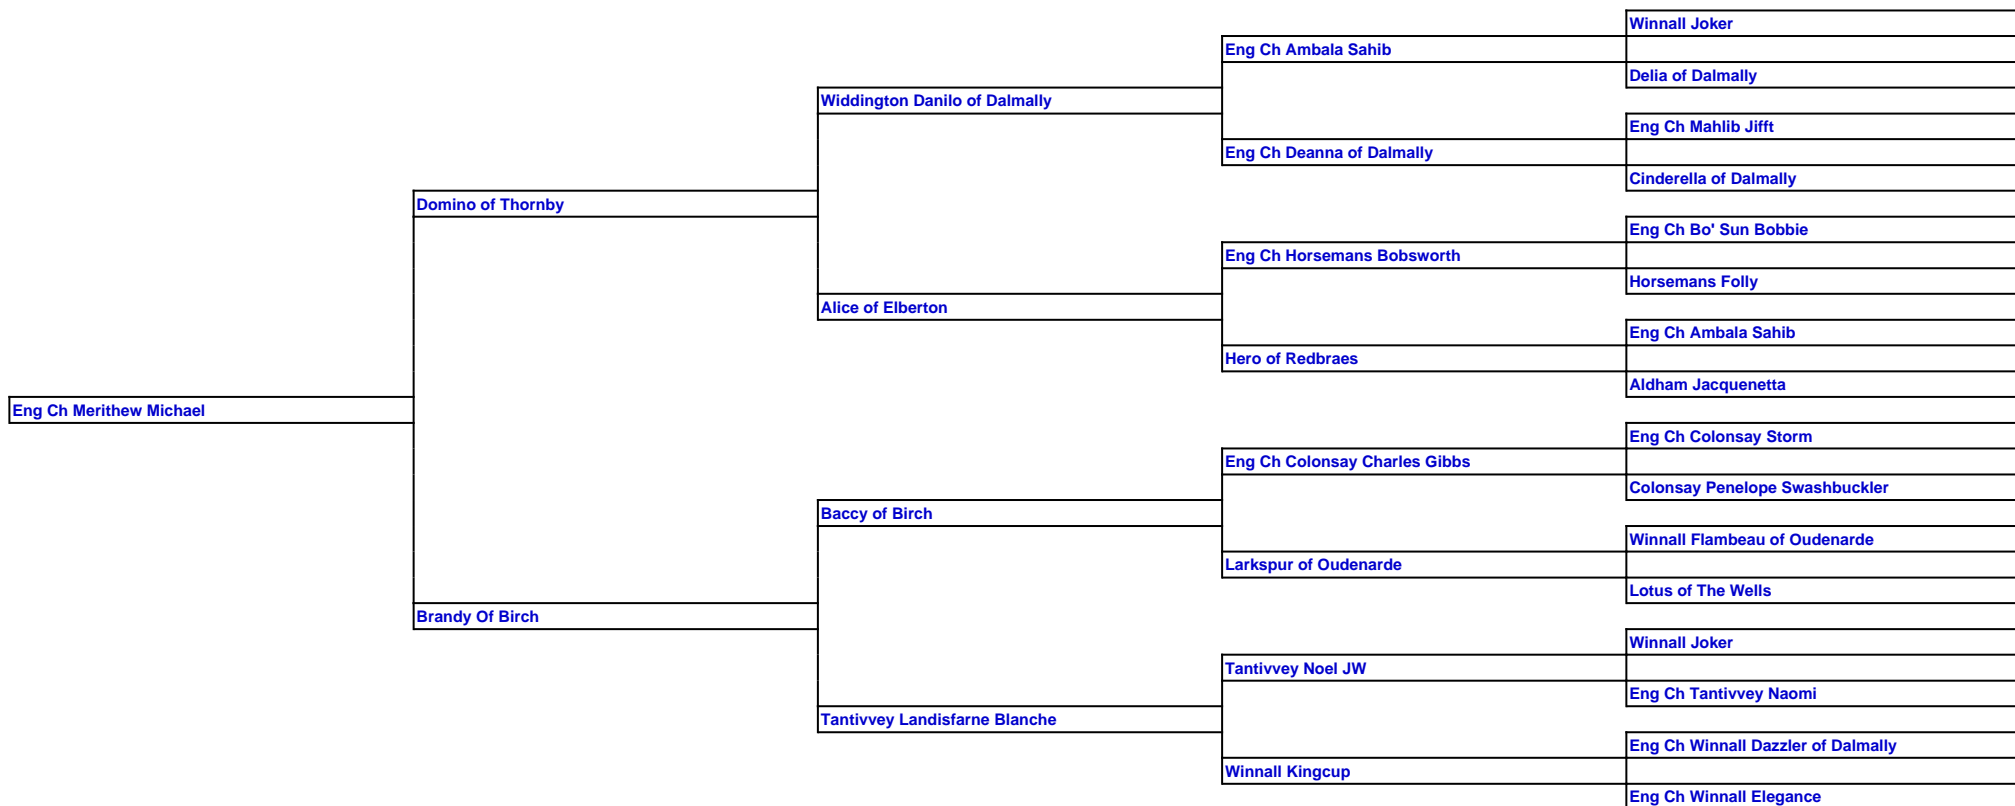 Winnall Joker
Eng Ch Ambala Sahib
Delia of Dalmally
Widdington Danilo of Dalmally
Eng Ch Mahlib Jifft
Eng Ch Deanna of Dalmally
Cinderella of Dalmally
Domino of Thornby
Eng Ch Bo' Sun Bobbie
Eng Ch Horsemans Bobsworth
Horsemans Folly
Alice of Elberton
Eng Ch Ambala Sahib
Hero of Redbraes
Aldham Jacquenetta
Eng Ch Merithew Michael
Eng Ch Colonsay Storm
Eng Ch Colonsay Charles Gibbs
Colonsay Penelope Swashbuckler
Baccy of Birch
Winnall Flambeau of Oudenarde
Larkspur of Oudenarde
Lotus of The Wells
Brandy Of Birch
Winnall Joker
Tantivvey Noel JW
Eng Ch Tantivvey Naomi
Tantivvey Landisfarne Blanche
Eng Ch Winnall Dazzler of Dalmally
Winnall Kingcup
Eng Ch Winnall Elegance